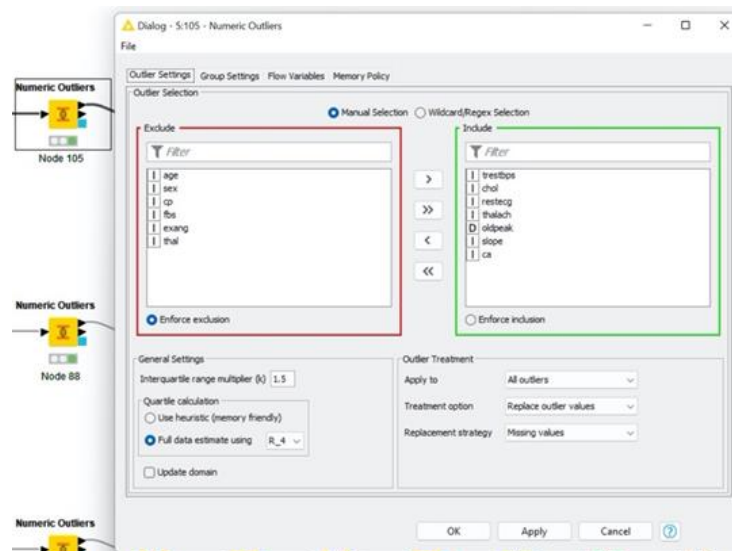 Dialog - 5:105 - Numeric Outliers
File
Outlier Settings Group Settings Flow Variables Memory Policy
Outlier Selection
Manual Selection Wildcard/Regex Selection
Exclude Include
Filter Filter
I age
I sex
I cp
I fbs
I exang
I thal
>
>>
<
<<
I trestbps
I chol
I restecg
I thalach
D oldpeak
I slope
I ca
Enforce exclusion Enforce inclusion
General Settings
Interquartile range multiplier (k) 1.5
Quartile calculation
Use heuristic (memory friendly)
Full data estimate using R_4
Update domain
Outlier Treatment
Apply to All outliers
Treatment option Replace outlier values
Replacement strategy Missing values
OK Apply Cancel ?
Numeric Outliers
Node 105
Numeric Outliers
Node 88
Numeric Outliers